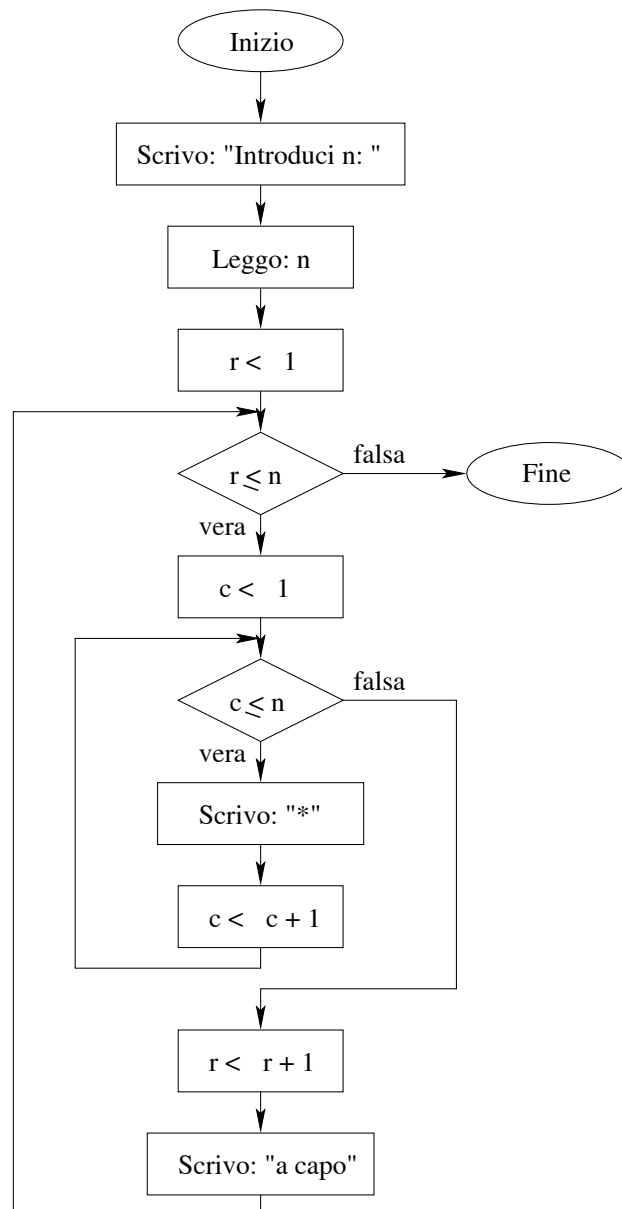 Inizio
Scrivo: "Introduci n: "
Leggo: n
r < 1
r ≤ n
falsa
Fine
vera
c < 1
c ≤ n
falsa
vera
Scrivo: "*"
c < c + 1
r < r + 1
Scrivo: "a capo"